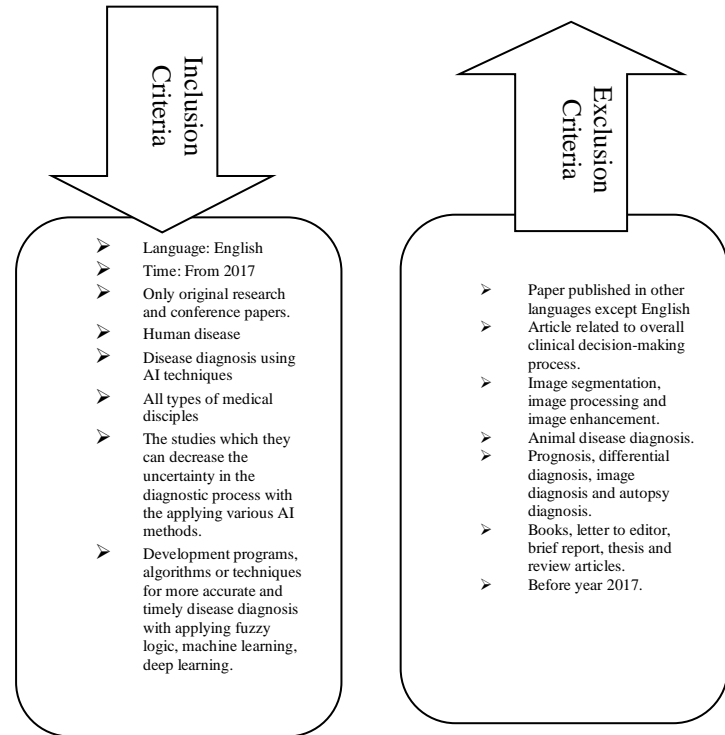 Inclusion
Criteria
Language: English
Time: From 2017
Only original research
and conference papers.
Human disease
Disease diagnosis using
AI techniques
All types of medical
disciples
The studies which they
can decrease the
uncertainty in the
diagnostic process with
the applying various AI
methods.
Development programs,
algorithms or techniques
for more accurate and
timely disease diagnosis
with applying fuzzy
logic, machine learning,
deep learning.
Exclusion
Criteria
Paper published in other
languages except English
Article related to overall
clinical decision-making
process.
Image segmentation,
image processing and
image enhancement.
Animal disease diagnosis.
Prognosis, differential
diagnosis, image
diagnosis and autopsy
diagnosis.
Books, letter to editor,
brief report, thesis and
review articles.
Before year 2017.